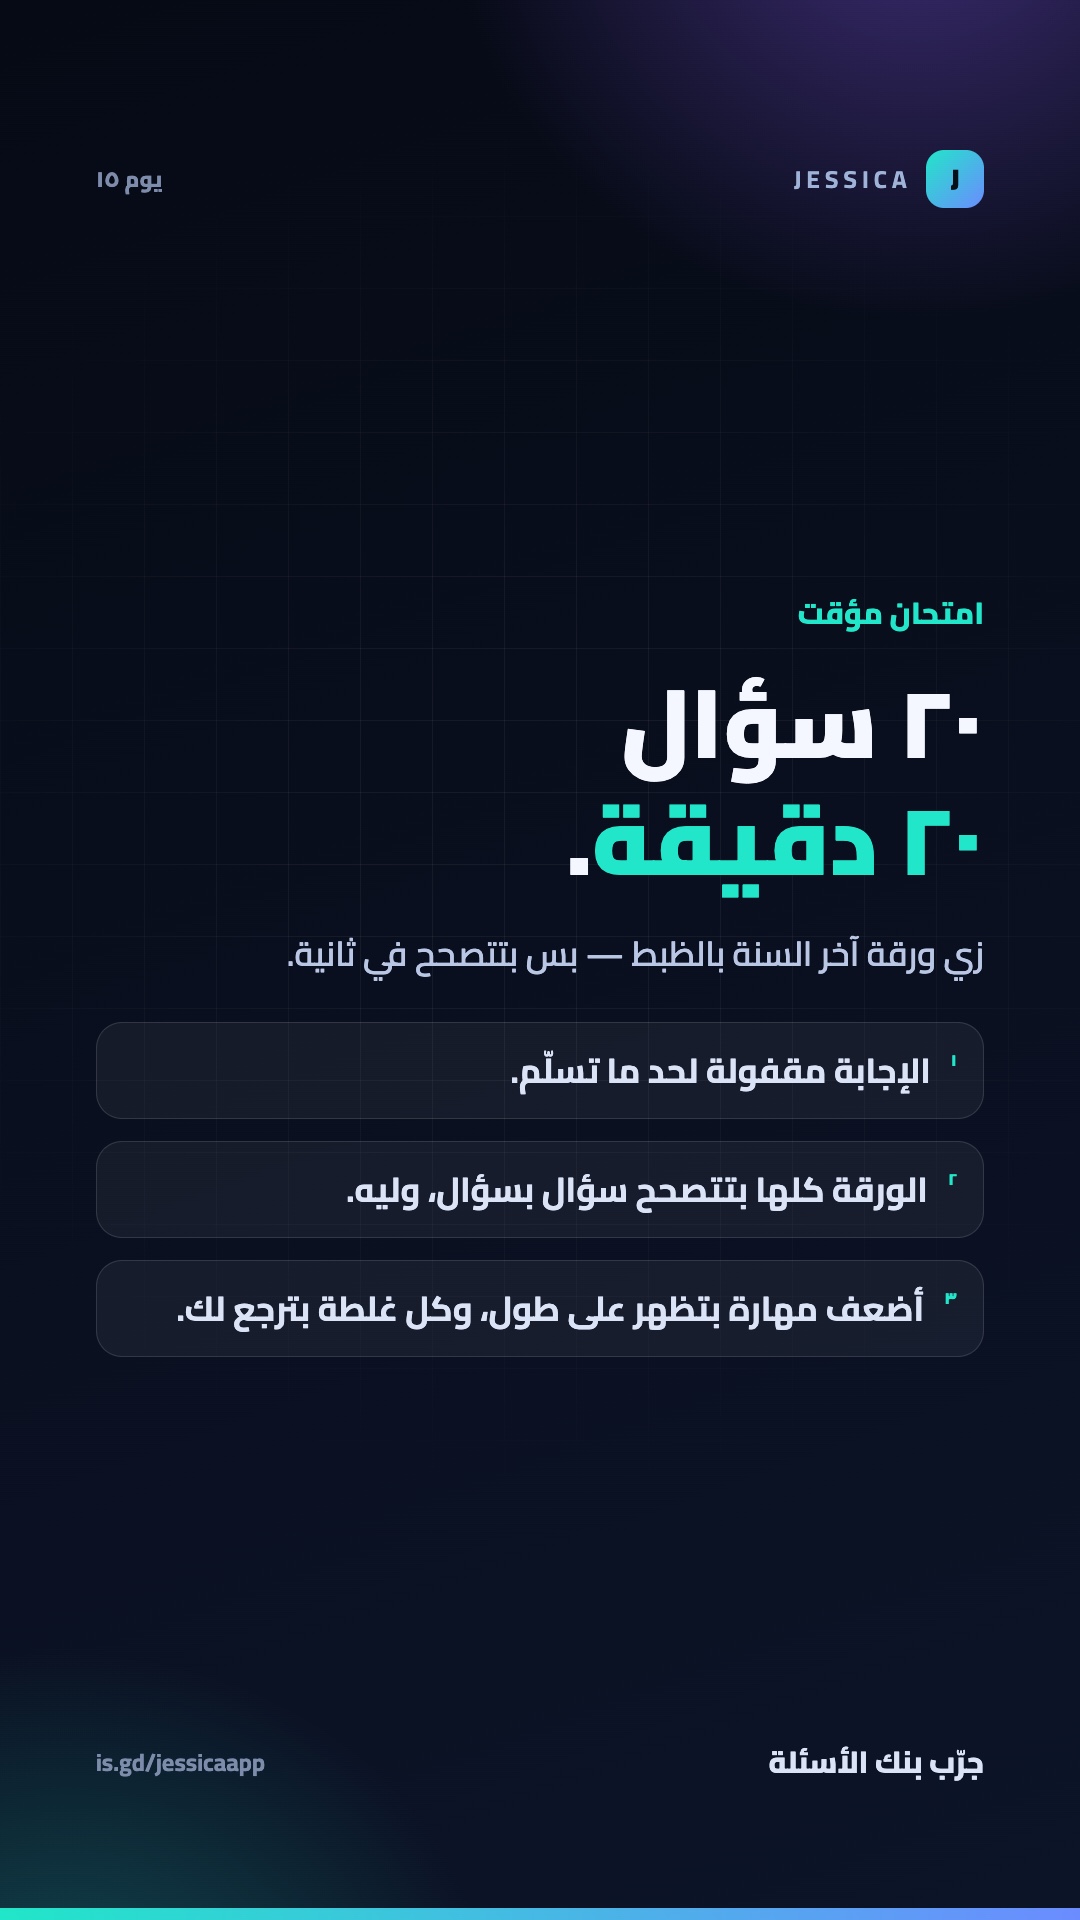 J JESSICA
يوم ١٥
امتحان مؤقت
٢٠ سؤال
٢٠ دقيقة.
زي ورقة آخر السنة بالظبط — بس بتتصحح في ثانية.
١ الإجابة مقفولة لحد ما تسلّم.
٢ الورقة كلها بتتصحح سؤال بسؤال، وليه.
٣ أضعف مهارة بتظهر على طول، وكل غلطة بترجع لك.
جرّب بنك الأسئلة
is.gd/jessicaapp